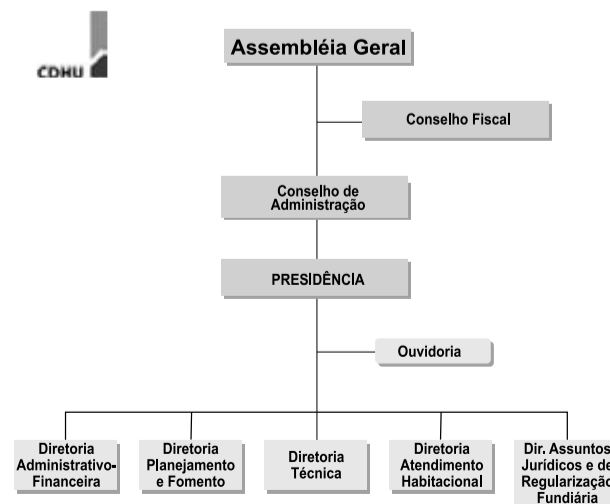 CDHU
Assembléia Geral
Conselho Fiscal
Conselho de
Administração
PRESIDÊNCIA
Ouvidoria
Diretoria
Administrativo-
Financeira
Diretoria
Planejamento
e Fomento
Diretoria
Técnica
Diretoria
Atendimento
Habitacional
Dir. Assuntos
Jurídicos e de
Regularização
Fundiária